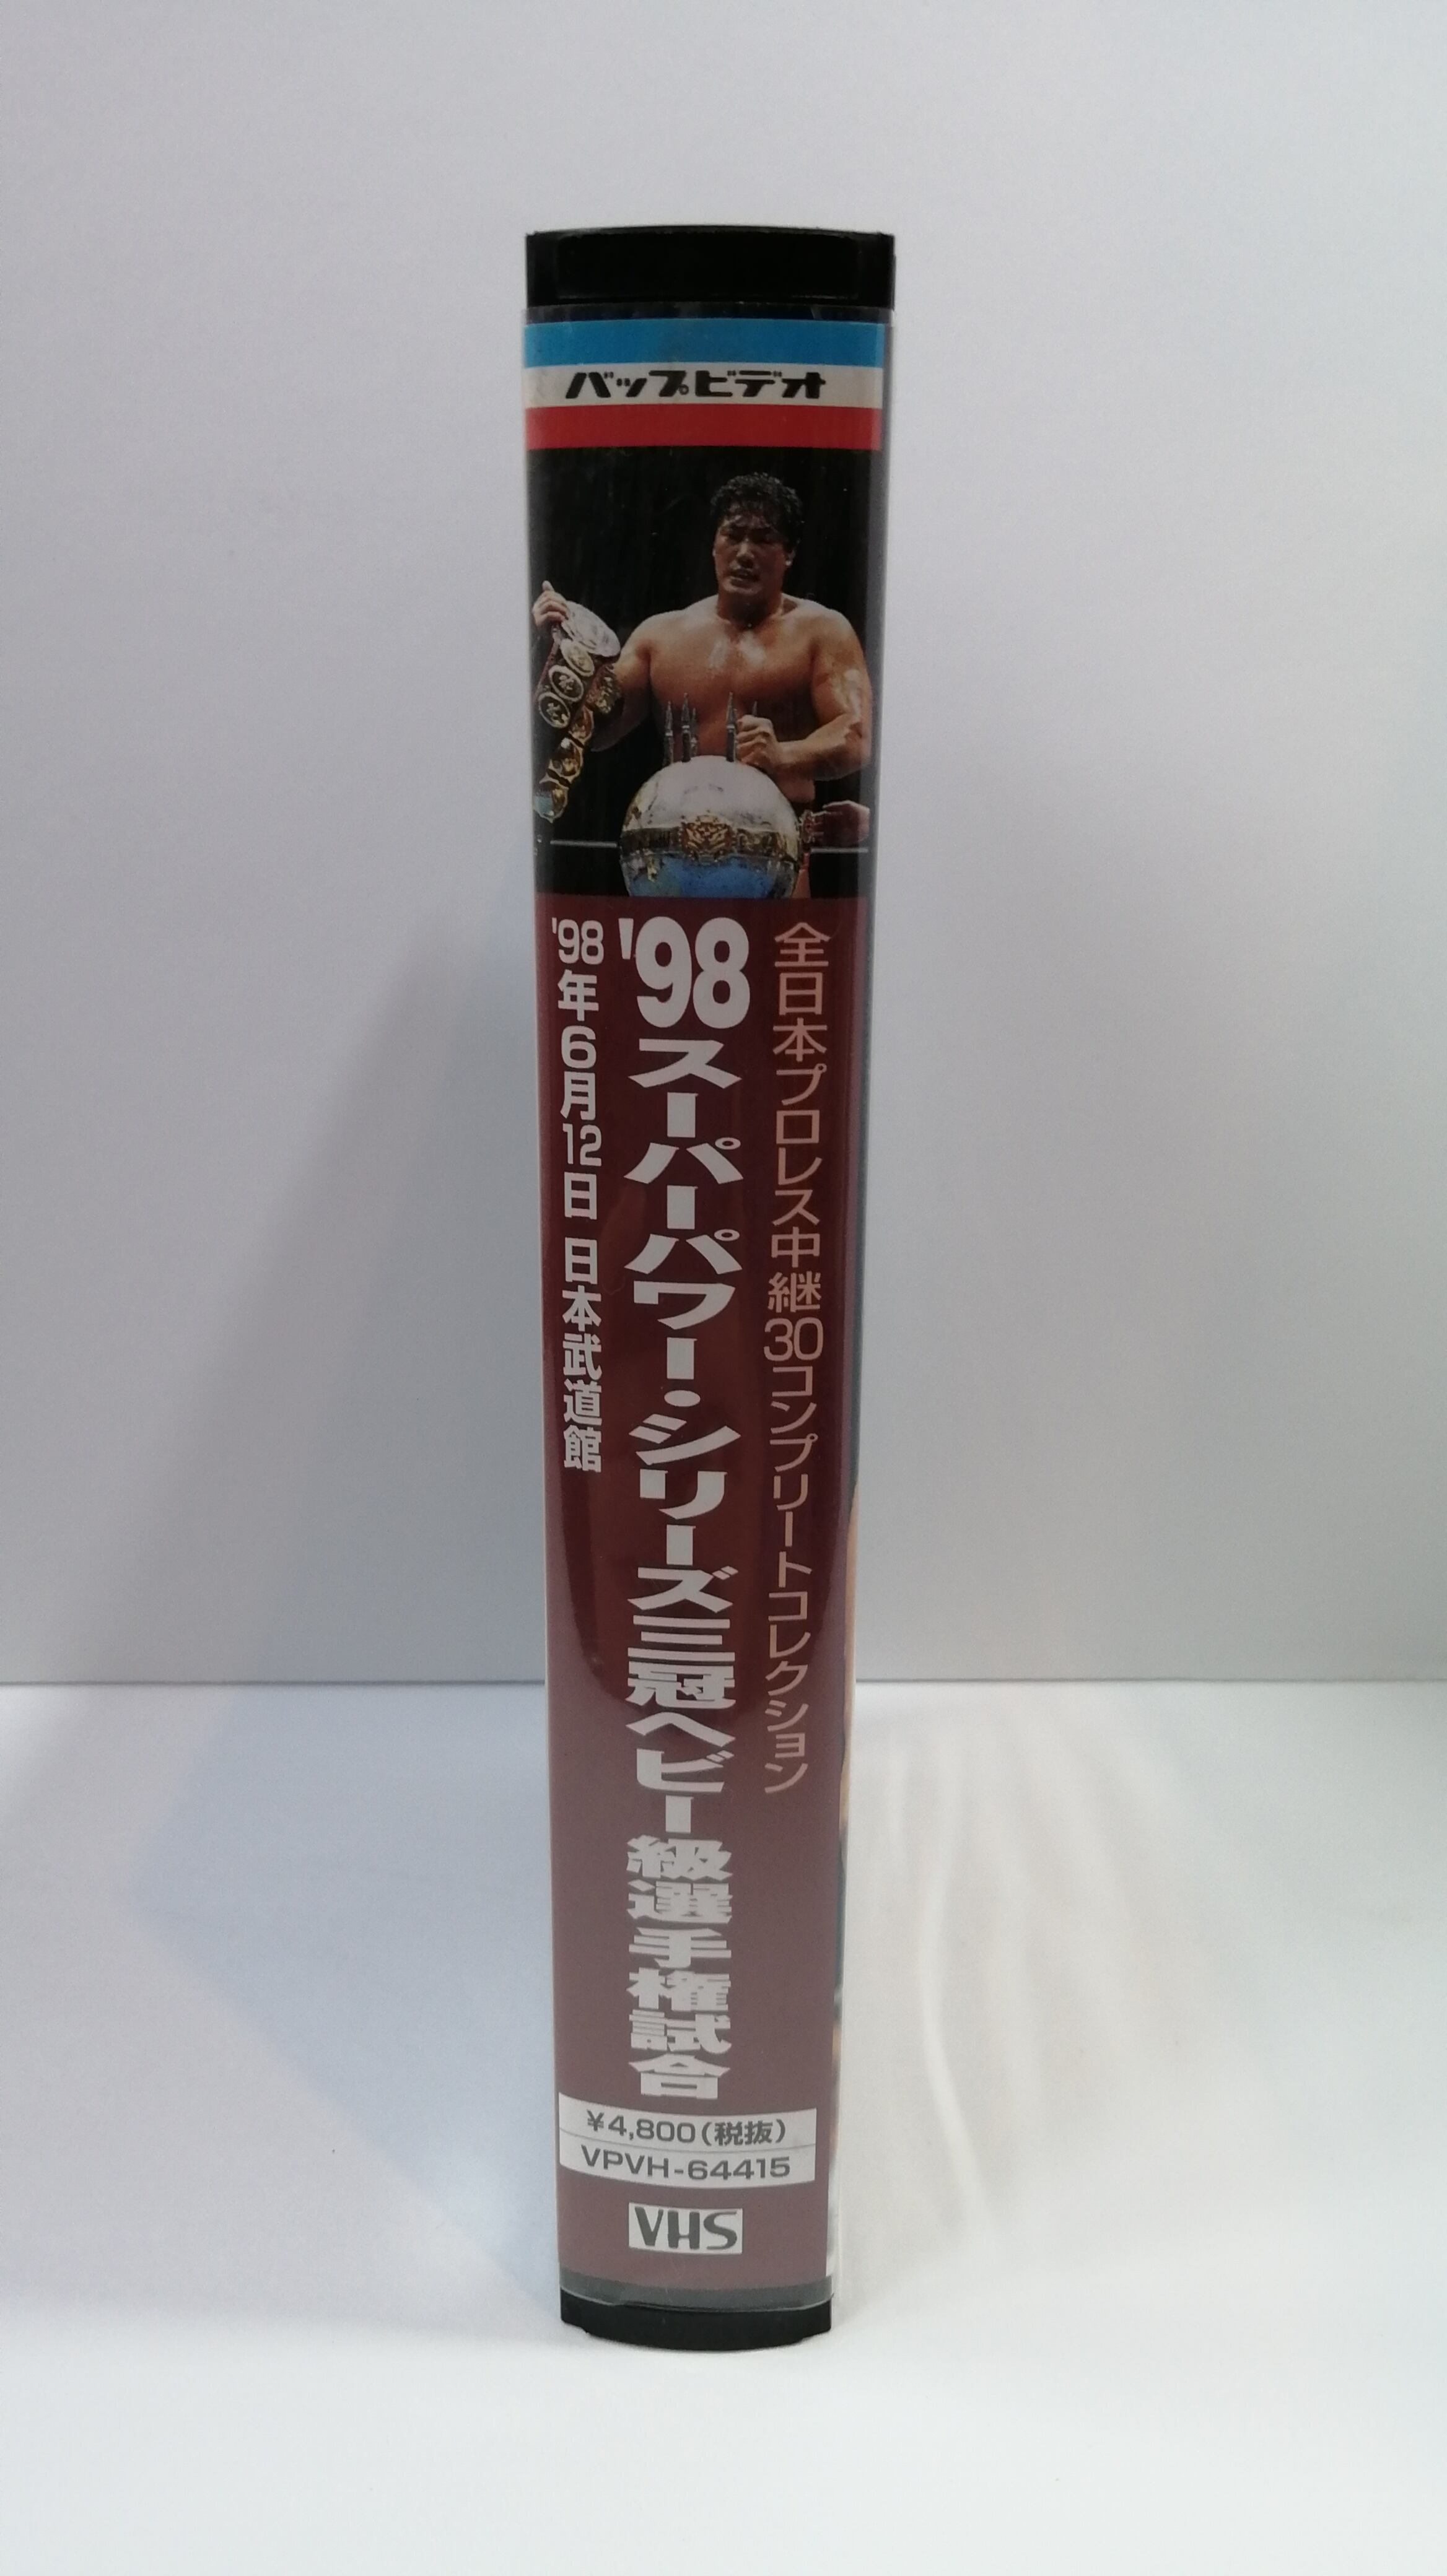 バップビデオ
全日本プロレス中継30コンプリートコレクション
'98スーパーパワー・シリーズ三冠ヘビー級選手権試合
'98年6月12日 日本武道館
¥4,800(税抜)
VPVH-64415
VHS